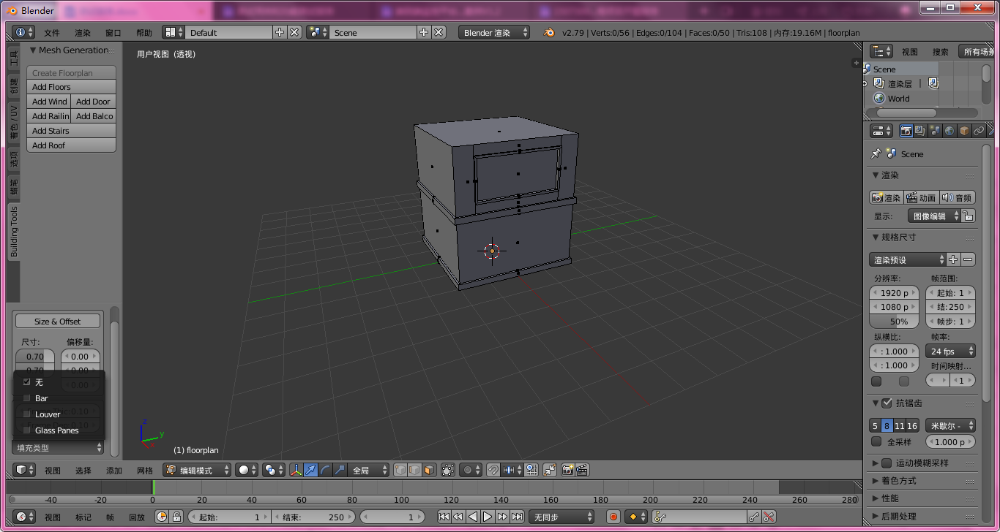 Blender
文件 渲染 窗口 帮助 Default Scene Blender 渲染 v2.79 | Verts:0/56 | Edges:0/104 | Faces:0/50 | Tris:108 | 内存:19.16M | floorplan
工具
创建
着色 / UV
选项
蜡笔
Building Tools
Mesh Generation
Create Floorplan
Add Floors
Add Wind Add Door
Add Railin Add Balco
Add Stairs
Add Roof
Size & Offset
尺寸: 偏移量:
0.70 0.00
0.70 0.00
0.00
无
Bar
Louver
Glass Panes
填充类型
用户视图 (透视)
z
y
(1) floorplan
视图 选择 添加 网格 编辑模式 全局
-40 -20 0 20 40 60 80 100 120 140 160 180 200 220 240 260 280
视图 标记 帧 回放 起始: 1 结束: 250 1 无同步
视图 搜索 所有场景
Scene
渲染层
World
Scene
渲染
渲染 动画 音频
显示: 图像编辑
规格尺寸
渲染预设
分辨率: 帧范围:
1920 p 起始: 1
1080 p 结:250
50% 帧步: 1
纵横比: 帧率:
: 1.000 24 fps
: 1.000 时间映射...
1
抗锯齿
5 8 11 16 米歇尔 -
全采样 1.000 p
运动模糊采样
着色方式
性能
后期处理